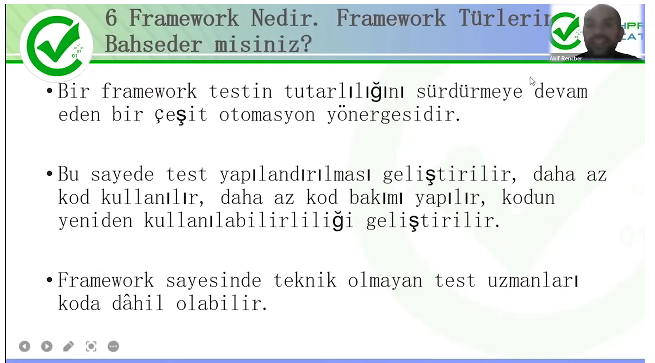 6 Framework Nedir. Framework Türlerin
Bahseder misiniz?
Akif Rencber
• Bir framework testin tutarlılığını sürdürmeye devam
eden bir çeşit otomasyon yönergesidir.
• Bu sayede test yapılandırılması geliştirilir, daha az
kod kullanılır, daha az kod bakımı yapılır, kodun
yeniden kullanılabilirliliği geliştirilir.
• Framework sayesinde teknik olmayan test uzmanları
koda dâhil olabilir.